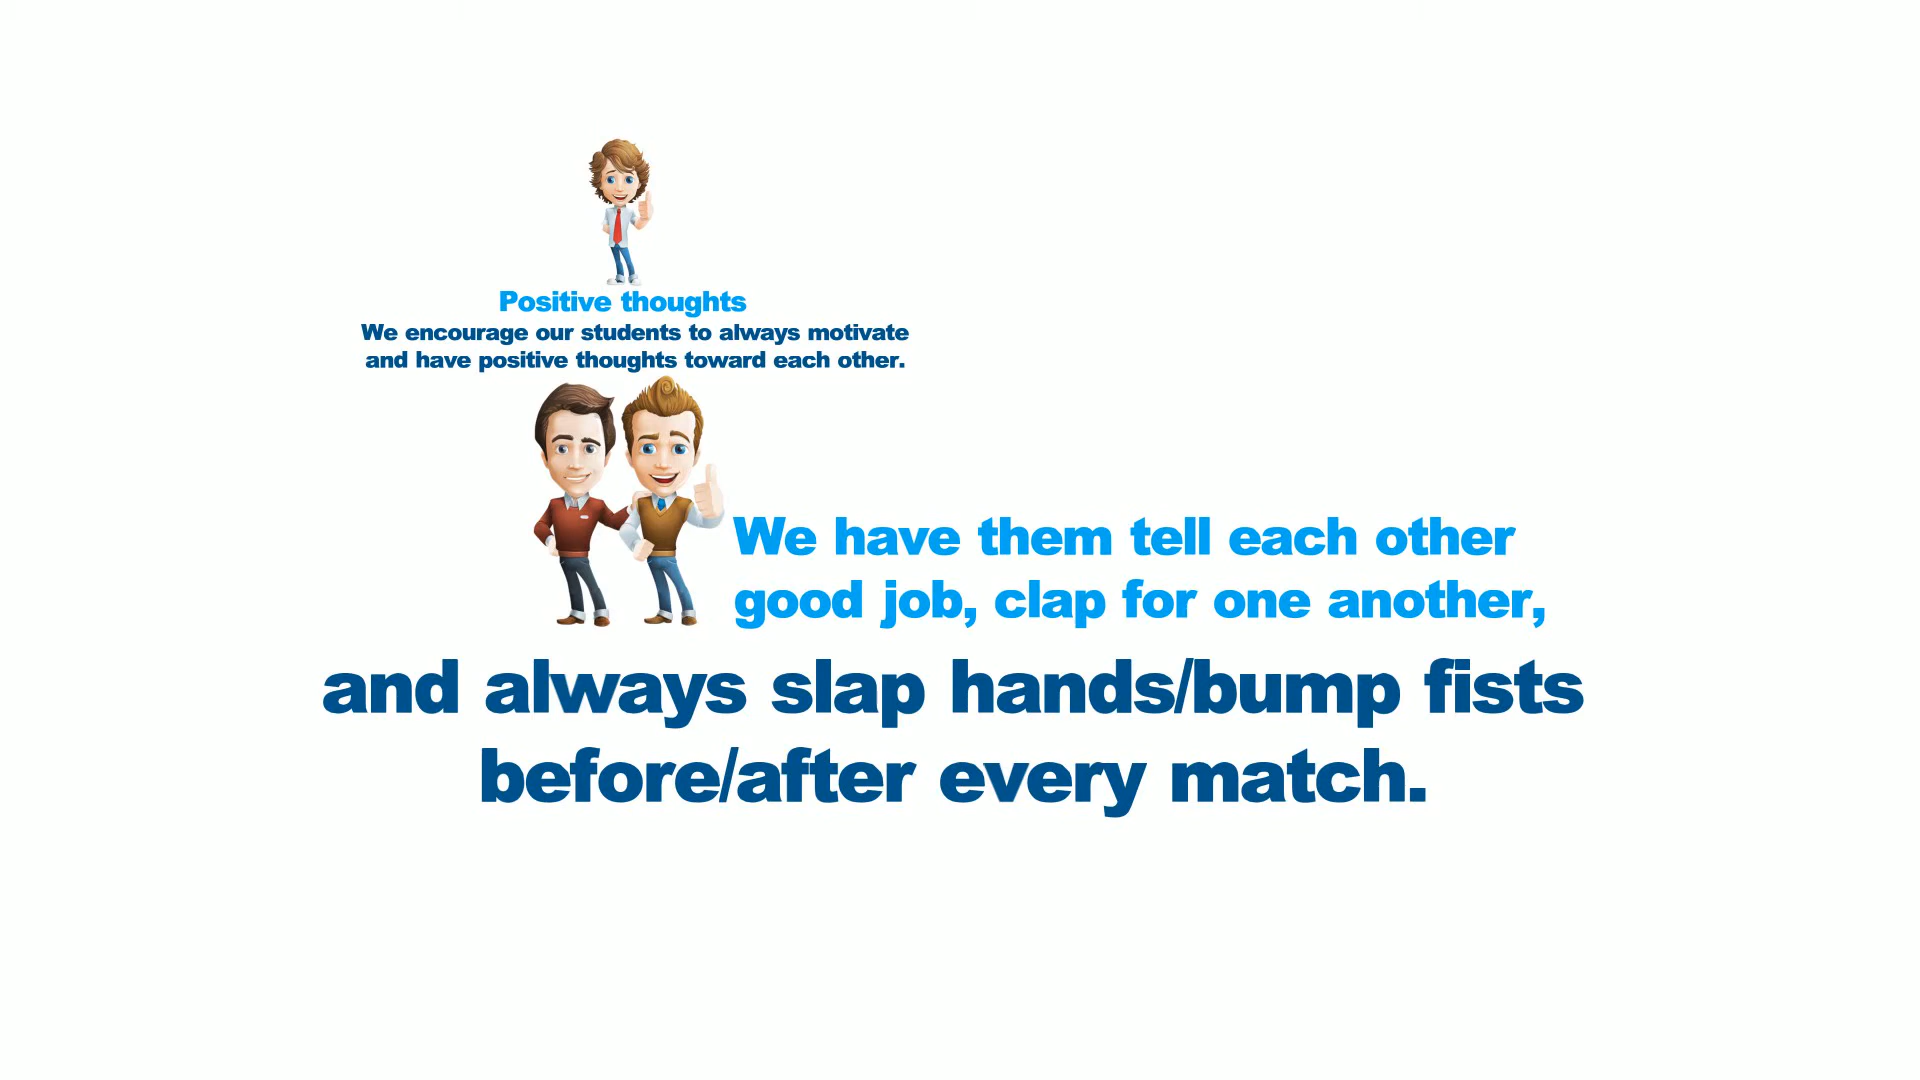 Positive thoughts
We encourage our students to always motivate
and have positive thoughts toward each other.
We have them tell each other
good job, clap for one another,
and always slap hands/bump fists
before/after every match.